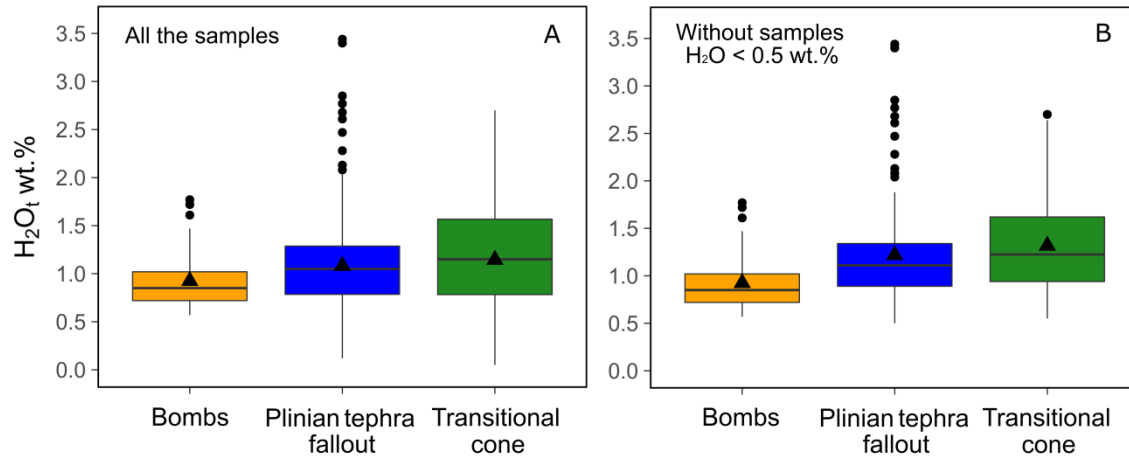 All the samples
A
H₂Oₜ wt.%
3.5
3.0
2.5
2.0
1.5
1.0
0.5
0.0
Bombs
Plinian tephra
fallout
Transitional
cone
Without samples
H₂O < 0.5 wt.%
B
3.5
3.0
2.5
2.0
1.5
1.0
0.5
0.0
Bombs
Plinian tephra
fallout
Transitional
cone